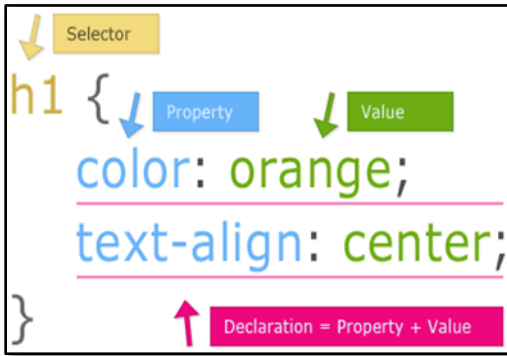 Selector
h1 {
Property
Value
color: orange;
text-align: center;
}
Declaration = Property + Value